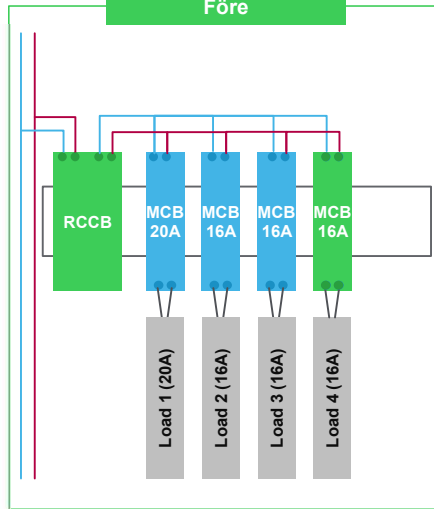 Före
RCCB
MCB
20A
MCB
16A
MCB
16A
MCB
16A
Load 1 (20A)
Load 2 (16A)
Load 3 (16A)
Load 4 (16A)